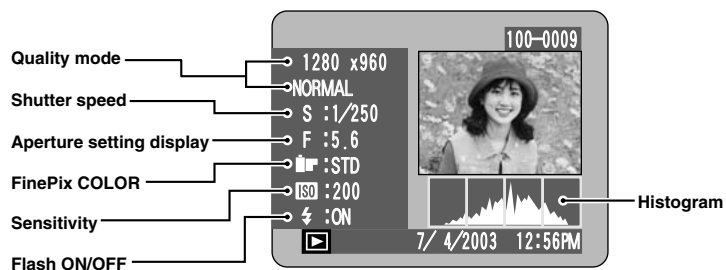 100-0009
Quality mode
1280 x960
NORMAL
Shutter speed
S :1/250
Aperture setting display
F :5.6
FinePix COLOR
:STD
Sensitivity
ISO :200
Flash ON/OFF
:ON
Histogram
7/ 4/2003 12:56PM